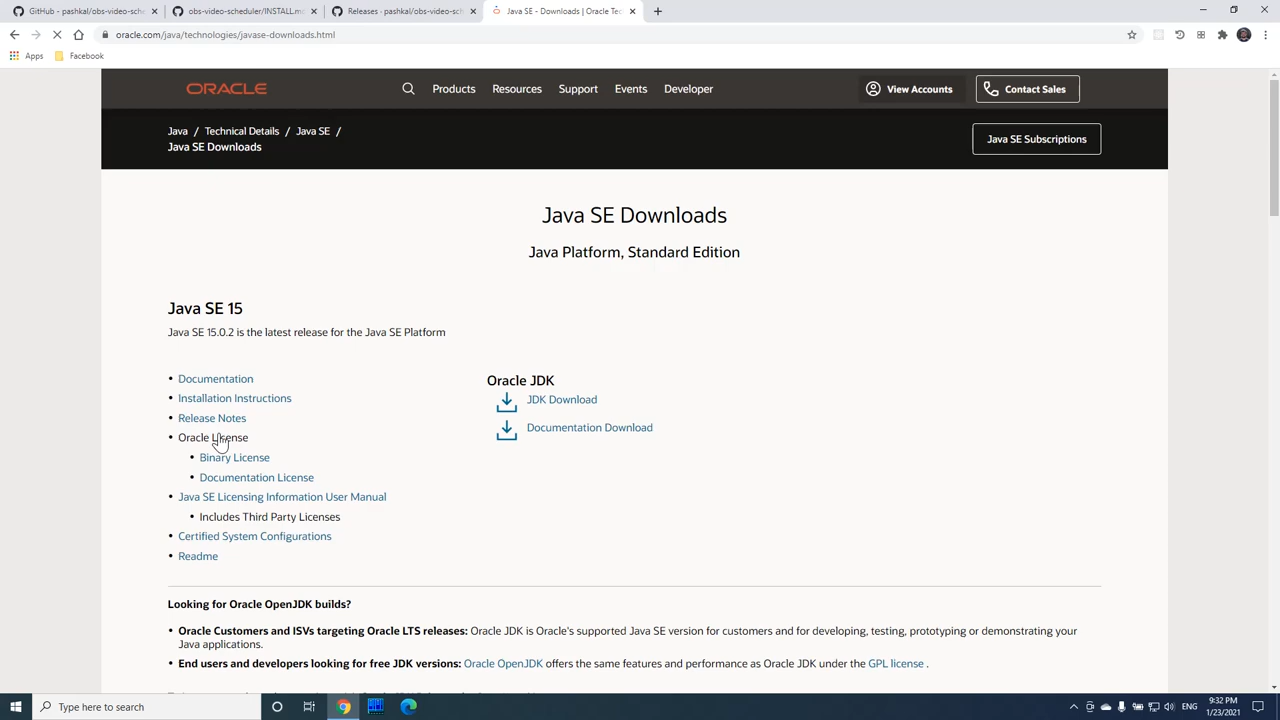 GitHub - pashkal/obs-video-sche
obs-video-scheduler/INSTALL.m
Releases · pashkal/obs-video-sc
Java SE - Downloads | Oracle Tec
oracle.com/java/technologies/javase-downloads.html
Apps Facebook
ORACLE Products Resources Support Events Developer View Accounts Contact Sales
Java / Technical Details / Java SE /
Java SE Downloads
Java SE Subscriptions
Java SE Downloads
Java Platform, Standard Edition
Java SE 15
Java SE 15.0.2 is the latest release for the Java SE Platform
• Documentation
• Installation Instructions
• Release Notes
• Oracle License
• Binary License
• Documentation License
• Java SE Licensing Information User Manual
• Includes Third Party Licenses
• Certified System Configurations
• Readme
Oracle JDK
JDK Download
Documentation Download
Looking for Oracle OpenJDK builds?
• Oracle Customers and ISVs targeting Oracle LTS releases: Oracle JDK is Oracle's supported Java SE version for customers and for developing, testing, prototyping or demonstrating your
Java applications.
• End users and developers looking for free JDK versions: Oracle OpenJDK offers the same features and performance as Oracle JDK under the GPL license .
Type here to search
ENG
9:32 PM
1/23/2021